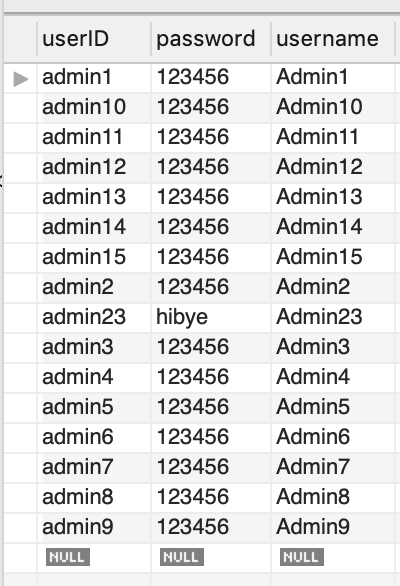 userID password username
admin1 123456 Admin1
admin10 123456 Admin10
admin11 123456 Admin11
admin12 123456 Admin12
admin13 123456 Admin13
admin14 123456 Admin14
admin15 123456 Admin15
admin2 123456 Admin2
admin23 hibye Admin23
admin3 123456 Admin3
admin4 123456 Admin4
admin5 123456 Admin5
admin6 123456 Admin6
admin7 123456 Admin7
admin8 123456 Admin8
admin9 123456 Admin9
NULL NULL NULL